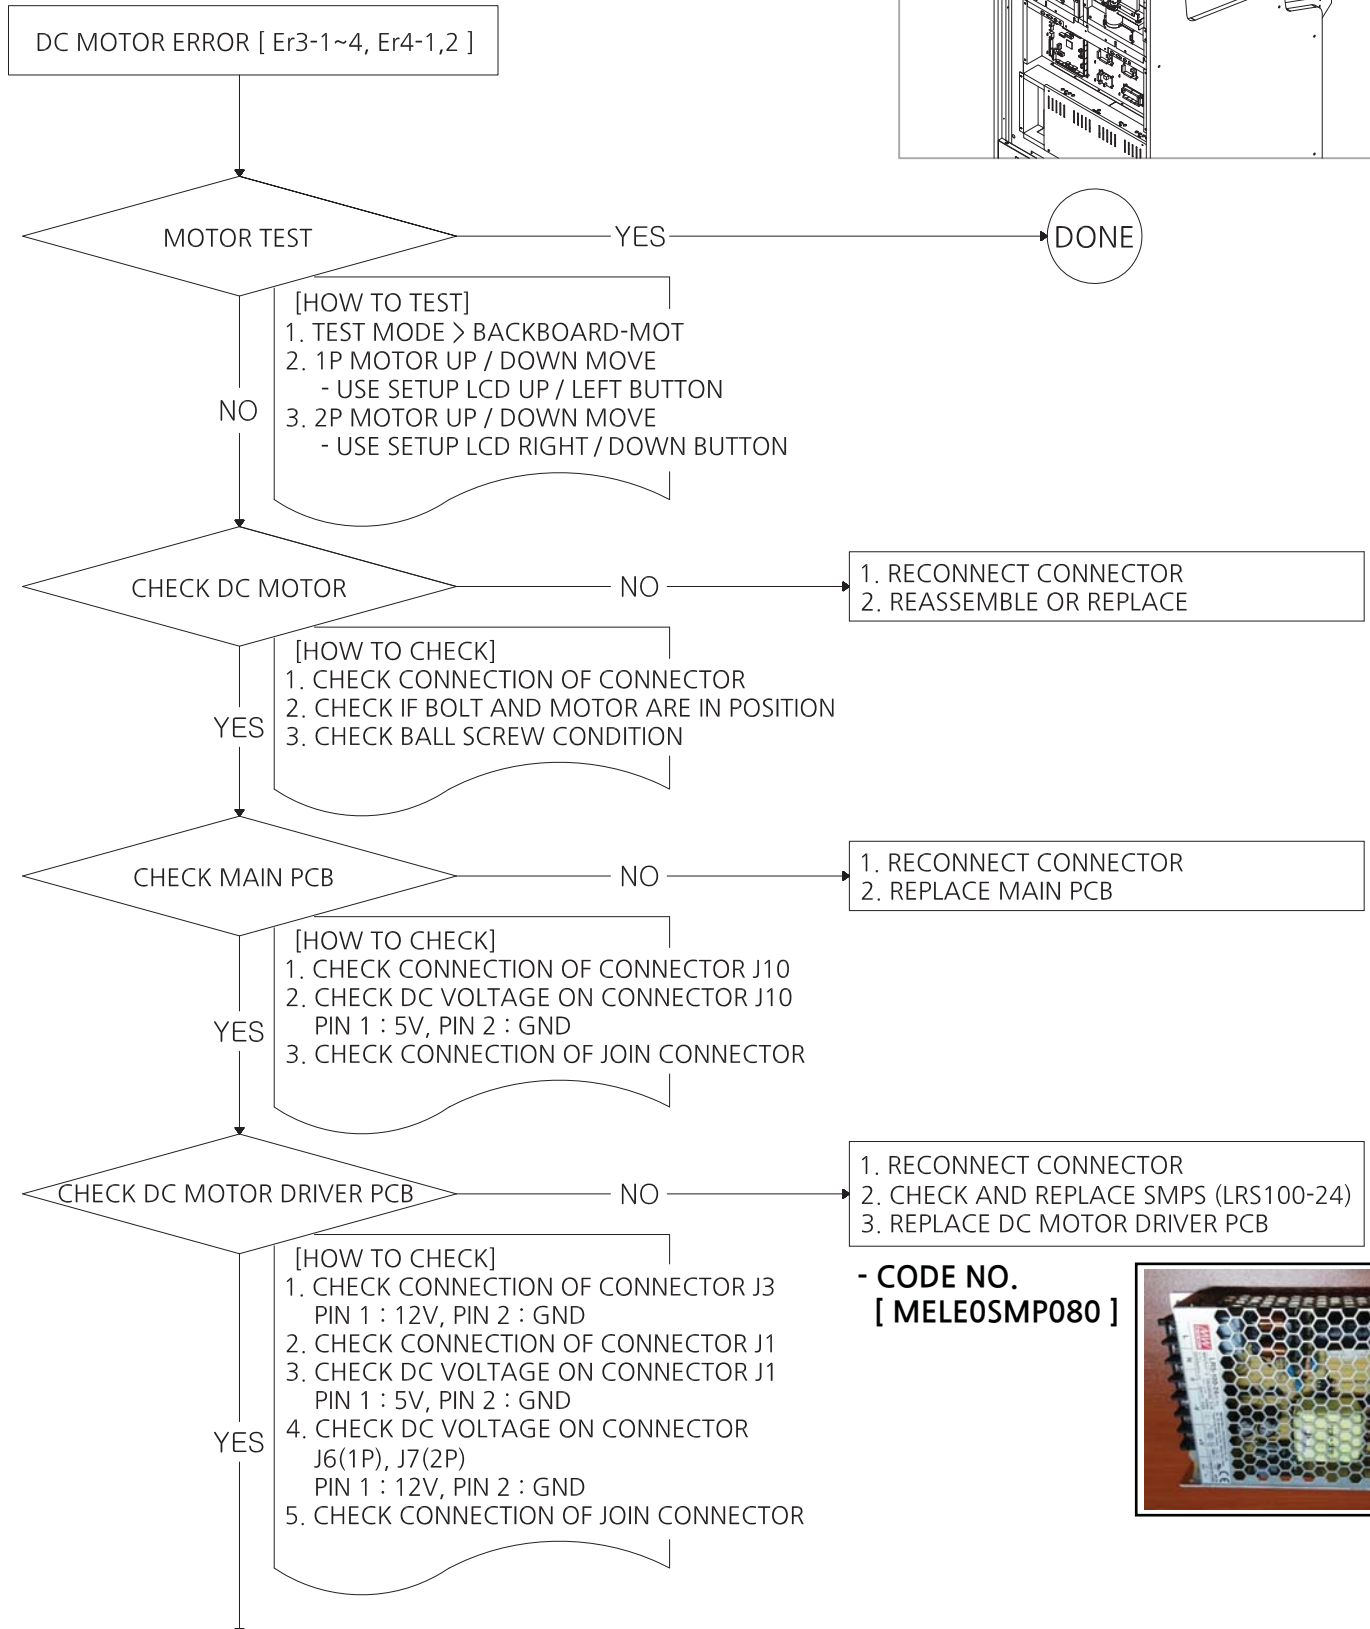 DC MOTOR ERROR [ Er3-1~4, Er4-1,2 ]
MOTOR TEST
YES
DONE
[HOW TO TEST]
1. TEST MODE > BACKBOARD-MOT
2. 1P MOTOR UP / DOWN MOVE
- USE SETUP LCD UP / LEFT BUTTON
3. 2P MOTOR UP / DOWN MOVE
- USE SETUP LCD RIGHT / DOWN BUTTON
NO
CHECK DC MOTOR
NO
1. RECONNECT CONNECTOR
2. REASSEMBLE OR REPLACE
[HOW TO CHECK]
1. CHECK CONNECTION OF CONNECTOR
2. CHECK IF BOLT AND MOTOR ARE IN POSITION
3. CHECK BALL SCREW CONDITION
YES
CHECK MAIN PCB
NO
1. RECONNECT CONNECTOR
2. REPLACE MAIN PCB
[HOW TO CHECK]
1. CHECK CONNECTION OF CONNECTOR J10
2. CHECK DC VOLTAGE ON CONNECTOR J10
PIN 1 : 5V, PIN 2 : GND
3. CHECK CONNECTION OF JOIN CONNECTOR
YES
CHECK DC MOTOR DRIVER PCB
NO
1. RECONNECT CONNECTOR
2. CHECK AND REPLACE SMPS (LRS100-24)
3. REPLACE DC MOTOR DRIVER PCB
[HOW TO CHECK]
1. CHECK CONNECTION OF CONNECTOR J3
PIN 1 : 12V, PIN 2 : GND
2. CHECK CONNECTION OF CONNECTOR J1
3. CHECK DC VOLTAGE ON CONNECTOR J1
PIN 1 : 5V, PIN 2 : GND
4. CHECK DC VOLTAGE ON CONNECTOR
J6(1P), J7(2P)
PIN 1 : 12V, PIN 2 : GND
5. CHECK CONNECTION OF JOIN CONNECTOR
YES
- CODE NO.
[ MELE0SMP080 ]
MW
LRS-100-24